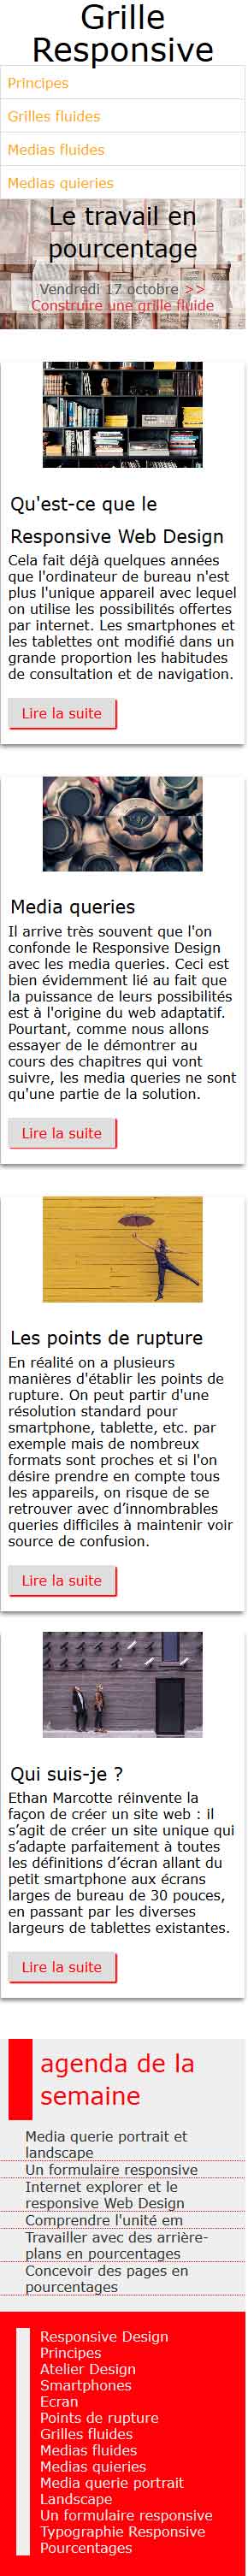 Grille
Responsive
Principes
Grilles fluides
Medias fluides
Medias quieries
Le travail en
pourcentage
Vendredi 17 octobre >>
Construire une grille fluide
Qu'est-ce que le
Responsive Web Design
Cela fait déjà quelques années
que l'ordinateur de bureau n'est
plus l'unique appareil avec lequel
on utilise les possibilités offertes
par internet. Les smartphones et
les tablettes ont modifié dans un
grande proportion les habitudes
de consultation et de navigation.
Lire la suite
Media queries
Il arrive très souvent que l'on
confonde le Responsive Design
avec les media queries. Ceci est
bien évidemment lié au fait que
la puissance de leurs possibilités
est à l'origine du web adaptatif.
Pourtant, comme nous allons
essayer de le démontrer au
cours des chapitres qui vont
suivre, les media queries ne sont
qu'une partie de la solution.
Lire la suite
Les points de rupture
En réalité on a plusieurs
manières d'établir les points de
rupture. On peut partir d'une
résolution standard pour
smartphone, tablette, etc. par
exemple mais de nombreux
formats sont proches et si l'on
désire prendre en compte tous
les appareils, on risque de se
retrouver avec d’innombrables
queries difficiles à maintenir voir
source de confusion.
Lire la suite
Qui suis-je ?
Ethan Marcotte réinvente la
façon de créer un site web : il
s’agit de créer un site unique qui
s’adapte parfaitement à toutes
les définitions d’écran allant du
petit smartphone aux écrans
larges de bureau de 30 pouces,
en passant par les diverses
largeurs de tablettes existantes.
Lire la suite
agenda de la
semaine
Media querie portrait et
landscape
Un formulaire responsive
Internet explorer et le
responsive Web Design
Comprendre l'unité em
Travailler avec des arrière-
plans en pourcentages
Concevoir des pages en
pourcentages
Responsive Design
Principes
Atelier Design
Smartphones
Ecran
Points de rupture
Grilles fluides
Medias fluides
Medias quieries
Media querie portrait
Landscape
Un formulaire responsive
Typographie Responsive
Pourcentages